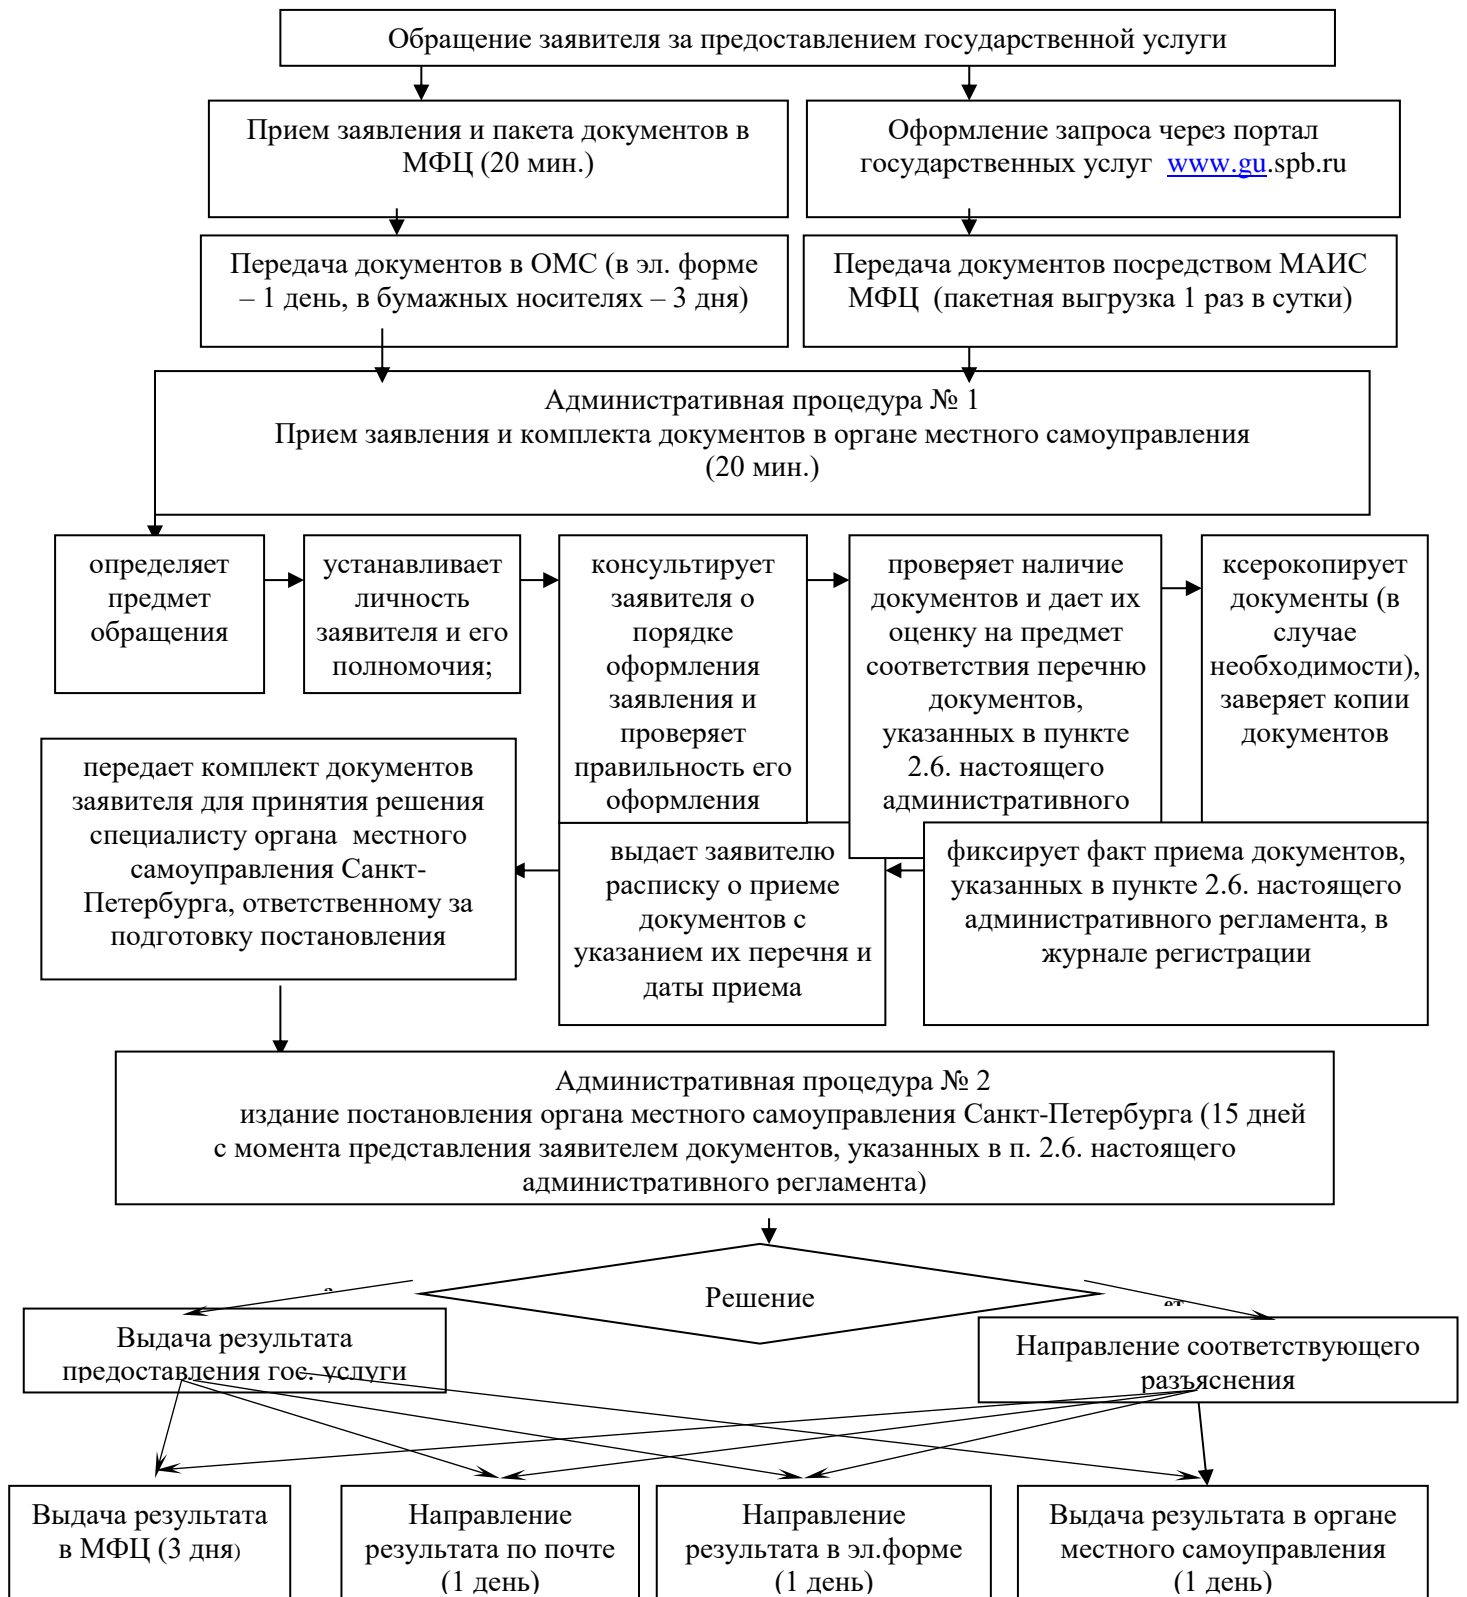 Обращение заявителя за предоставлением государственной услуги
Прием заявления и пакета документов в
МФЦ (20 мин.)
Оформление запроса через портал
государственных услуг www.gu.spb.ru
Передача документов в ОМС (в эл. форме
– 1 день, в бумажных носителях – 3 дня)
Передача документов посредством МАИС
МФЦ (пакетная выгрузка 1 раз в сутки)
Административная процедура № 1
Прием заявления и комплекта документов в органе местного самоуправления
(20 мин.)
определяет
предмет
обращения
устанавливает
личность
заявителя и его
полномочия;
консультирует
заявителя о
порядке
оформления
заявления и
проверяет
правильность его
оформления
проверяет наличие
документов и дает их
оценку на предмет
соответствия перечню
документов,
указанных в пункте
2.6. настоящего
административного
ксерокопирует
документы (в
случае
необходимости),
заверяет копии
документов
передает комплект документов
заявителя для принятия решения
специалисту органа местного
самоуправления Санкт-
Петербурга, ответственному за
подготовку постановления
выдает заявителю
расписку о приеме
документов с
указанием их перечня и
даты приема
фиксирует факт приема документов,
указанных в пункте 2.6. настоящего
административного регламента, в
журнале регистрации
Административная процедура № 2
издание постановления органа местного самоуправления Санкт-Петербурга (15 дней
с момента представления заявителем документов, указанных в п. 2.6. настоящего
административного регламента)
Решение
Выдача результата
предоставления гос. услуги
Направление соответствующего
разъяснения
Выдача результата
в МФЦ (3 дня)
Направление
результата по почте
(1 день)
Направление
результата в эл.форме
(1 день)
Выдача результата в органе
местного самоуправления
(1 день)